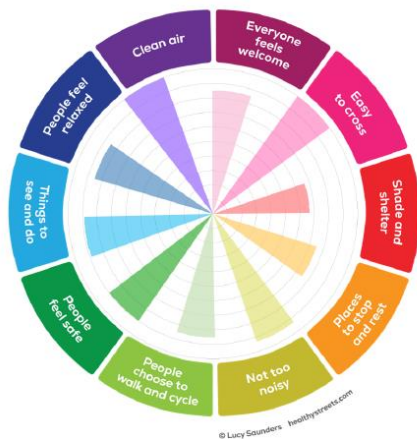 Clean air
Everyone
feels
welcome
Easy
to cross
Shade and
shelter
Places
to stop
and rest
Not too
noisy
People
choose to
walk and cycle
People
feel safe
Things to
see and do
People feel
relaxed
© Lucy Saunders healthystreets.com